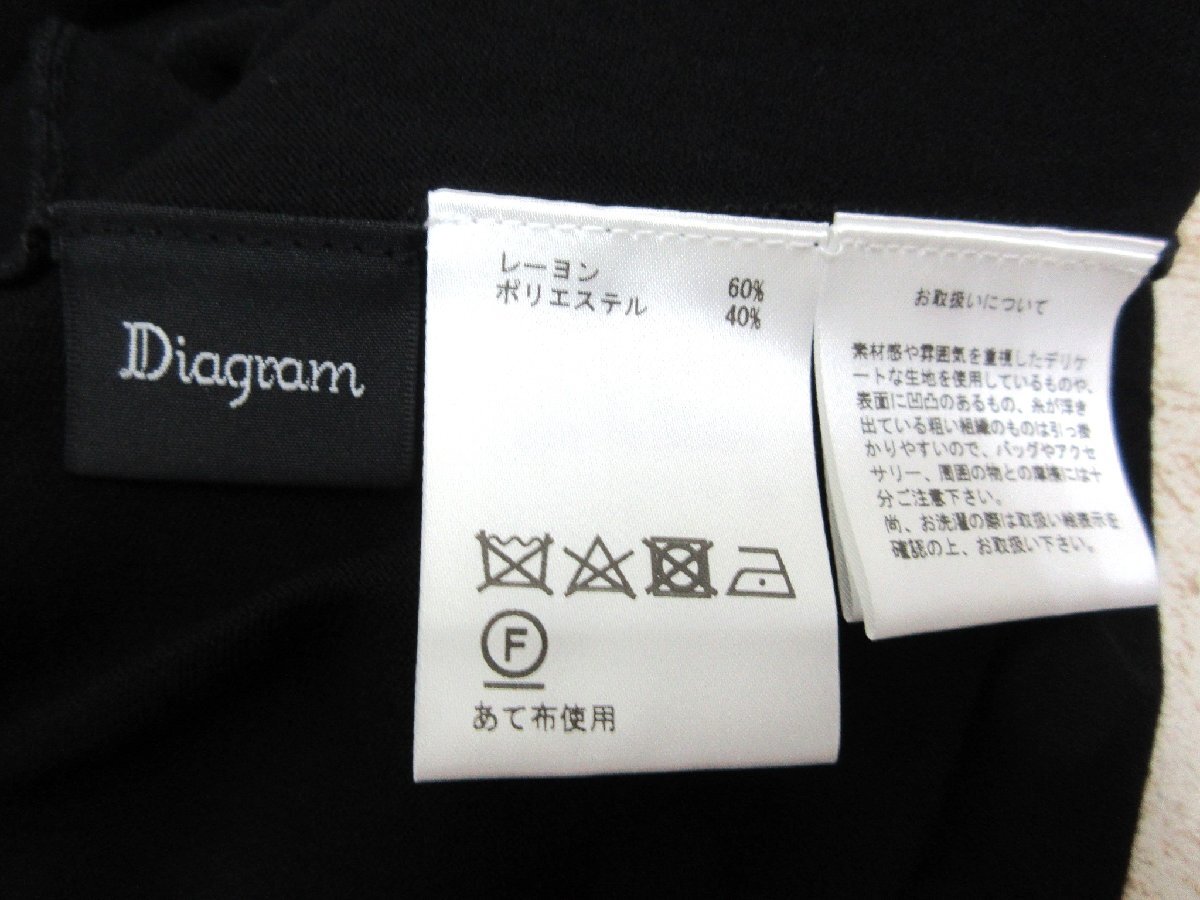 Diagram
レーヨン 60%
ポリエステル 40%
F
あて布使用
お取扱いについて
素材感や雰囲気を重視したデリケ
ートな生地を使用しているものや、
表面に凹凸のあるもの、糸が浮き
出ている粗い組織のものは引っ掛
かりやすいので、バッグやアクセ
サリー、周囲の物との摩擦には十
分ご注意下さい。
尚、お洗濯の際は取扱い絵表示を
確認の上、お取扱い下さい。